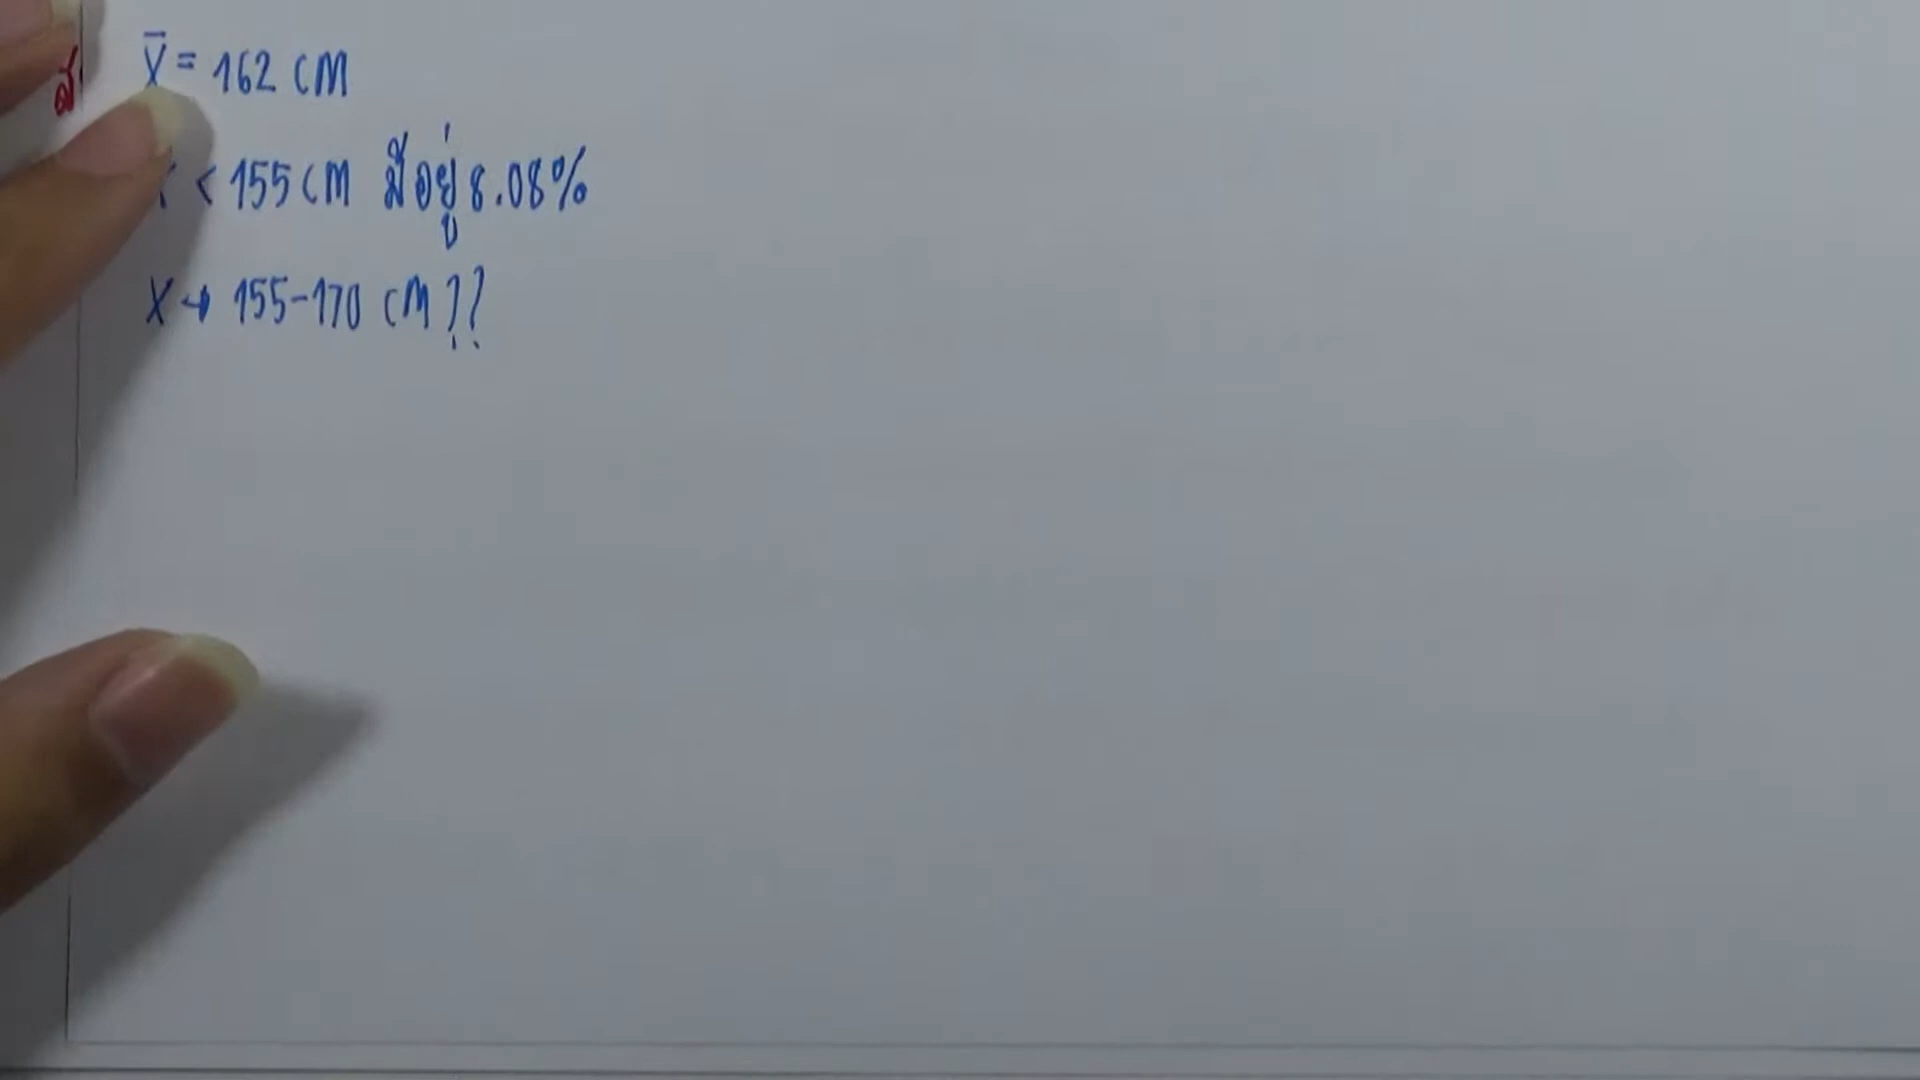 X̄ = 162 CM
< 155 CM มีอยู่ 8.08%
X → 155-170 CM ??